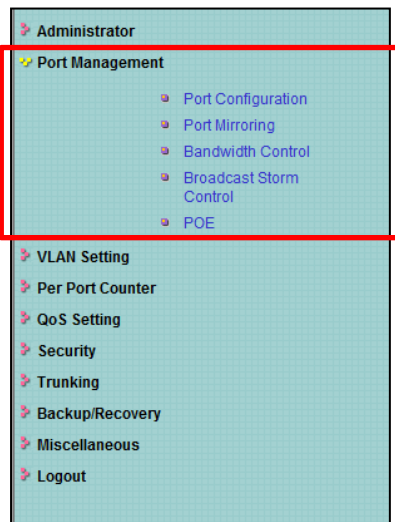 Administrator
Port Management
Port Configuration
Port Mirroring
Bandwidth Control
Broadcast Storm
Control
POE
VLAN Setting
Per Port Counter
QoS Setting
Security
Trunking
Backup/Recovery
Miscellaneous
Logout